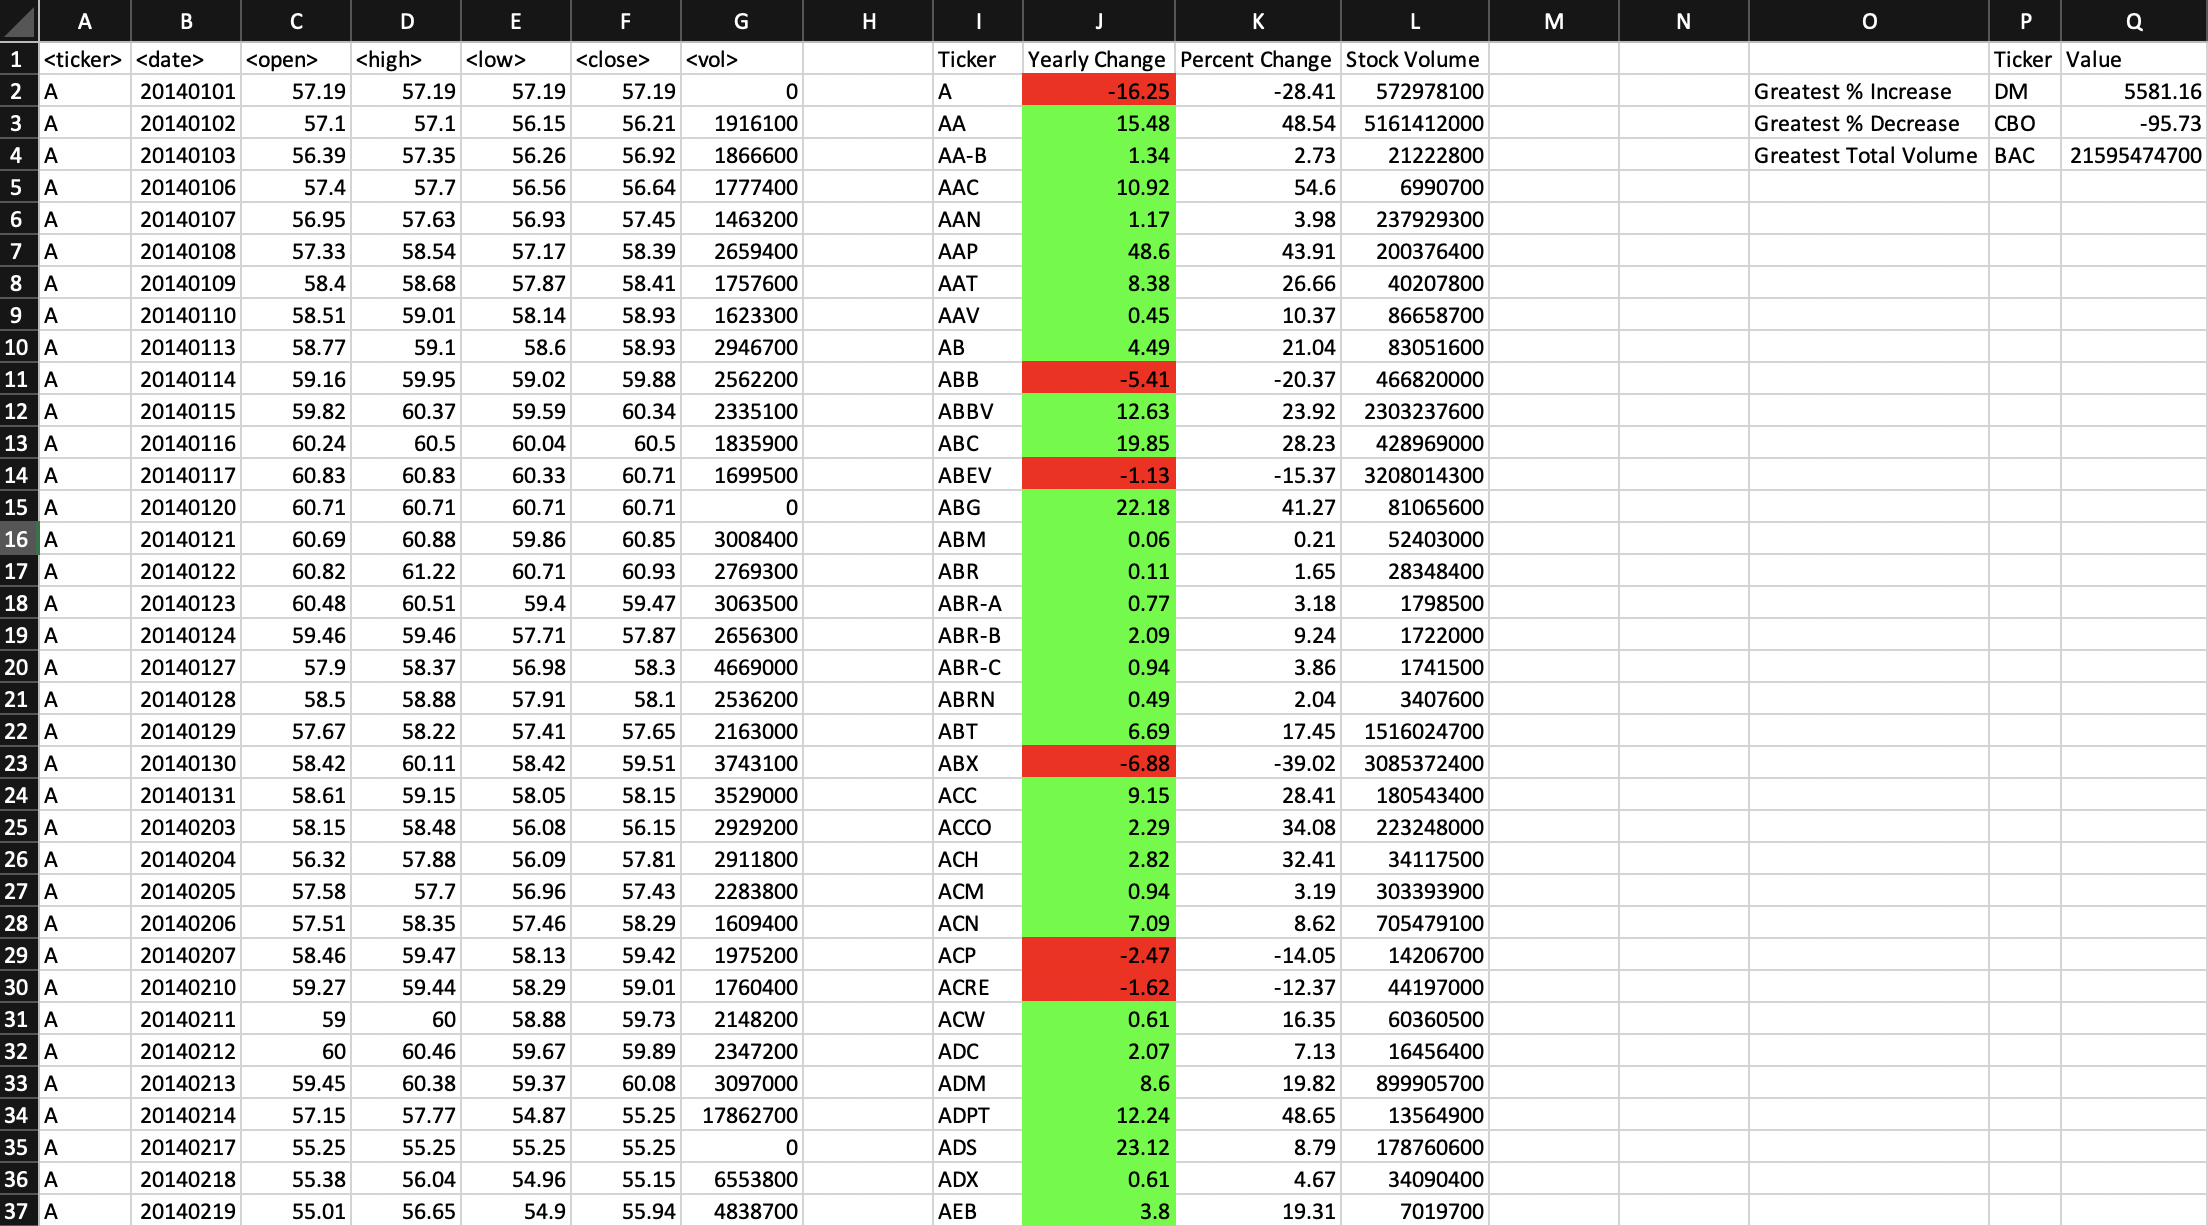 A B C D E F G H I J K L M N O P Q
1 <ticker> <date> <open> <high> <low> <close> <vol> Ticker Yearly Change Percent Change Stock Volume Ticker Value
2 A 20140101 57.19 57.19 57.19 57.19 0 A -16.25 -28.41 572978100 Greatest % Increase DM 5581.16
3 A 20140102 57.1 57.1 56.15 56.21 1916100 AA 15.48 48.54 5161412000 Greatest % Decrease CBO -95.73
4 A 20140103 56.39 57.35 56.26 56.92 1866600 AA-B 1.34 2.73 21222800 Greatest Total Volume BAC 21595474700
5 A 20140106 57.4 57.7 56.56 56.64 1777400 AAC 10.92 54.6 6990700
6 A 20140107 56.95 57.63 56.93 57.45 1463200 AAN 1.17 3.98 237929300
7 A 20140108 57.33 58.54 57.17 58.39 2659400 AAP 48.6 43.91 200376400
8 A 20140109 58.4 58.68 57.87 58.41 1757600 AAT 8.38 26.66 40207800
9 A 20140110 58.51 59.01 58.14 58.93 1623300 AAV 0.45 10.37 86658700
10 A 20140113 58.77 59.1 58.6 58.93 2946700 AB 4.49 21.04 83051600
11 A 20140114 59.16 59.95 59.02 59.88 2562200 ABB -5.41 -20.37 466820000
12 A 20140115 59.82 60.37 59.59 60.34 2335100 ABBV 12.63 23.92 2303237600
13 A 20140116 60.24 60.5 60.04 60.5 1835900 ABC 19.85 28.23 428969000
14 A 20140117 60.83 60.83 60.33 60.71 1699500 ABEV -1.13 -15.37 3208014300
15 A 20140120 60.71 60.71 60.71 60.71 0 ABG 22.18 41.27 81065600
16 A 20140121 60.69 60.88 59.86 60.85 3008400 ABM 0.06 0.21 52403000
17 A 20140122 60.82 61.22 60.71 60.93 2769300 ABR 0.11 1.65 28348400
18 A 20140123 60.48 60.51 59.4 59.47 3063500 ABR-A 0.77 3.18 1798500
19 A 20140124 59.46 59.46 57.71 57.87 2656300 ABR-B 2.09 9.24 1722000
20 A 20140127 57.9 58.37 56.98 58.3 4669000 ABR-C 0.94 3.86 1741500
21 A 20140128 58.5 58.88 57.91 58.1 2536200 ABRN 0.49 2.04 3407600
22 A 20140129 57.67 58.22 57.41 57.65 2163000 ABT 6.69 17.45 1516024700
23 A 20140130 58.42 60.11 58.42 59.51 3743100 ABX -6.88 -39.02 3085372400
24 A 20140131 58.61 59.15 58.05 58.15 3529000 ACC 9.15 28.41 180543400
25 A 20140203 58.15 58.48 56.08 56.15 2929200 ACCO 2.29 34.08 223248000
26 A 20140204 56.32 57.88 56.09 57.81 2911800 ACH 2.82 32.41 34117500
27 A 20140205 57.58 57.7 56.96 57.43 2283800 ACM 0.94 3.19 303393900
28 A 20140206 57.51 58.35 57.46 58.29 1609400 ACN 7.09 8.62 705479100
29 A 20140207 58.46 59.47 58.13 59.42 1975200 ACP -2.47 -14.05 14206700
30 A 20140210 59.27 59.44 58.29 59.01 1760400 ACRE -1.62 -12.37 44197000
31 A 20140211 59 60 58.88 59.73 2148200 ACW 0.61 16.35 60360500
32 A 20140212 60 60.46 59.67 59.89 2347200 ADC 2.07 7.13 16456400
33 A 20140213 59.45 60.38 59.37 60.08 3097000 ADM 8.6 19.82 899905700
34 A 20140214 57.15 57.77 54.87 55.25 17862700 ADPT 12.24 48.65 13564900
35 A 20140217 55.25 55.25 55.25 55.25 0 ADS 23.12 8.79 178760600
36 A 20140218 55.38 56.04 54.96 55.15 6553800 ADX 0.61 4.67 34090400
37 A 20140219 55.01 56.65 54.9 55.94 4838700 AEB 3.8 19.31 7019700